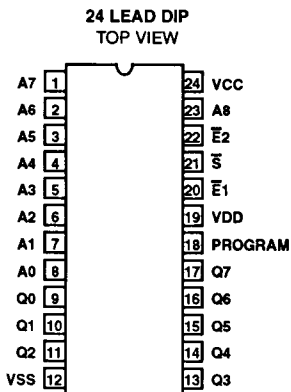 24 LEAD DIP
TOP VIEW
A7 1 24 VCC
A6 2 23 A8
A5 3 22 E̅2
A4 4 21 S̅
A3 5 20 E̅1
A2 6 19 VDD
A1 7 18 PROGRAM
A0 8 17 Q7
Q0 9 16 Q6
Q1 10 15 Q5
Q2 11 14 Q4
VSS 12 13 Q3